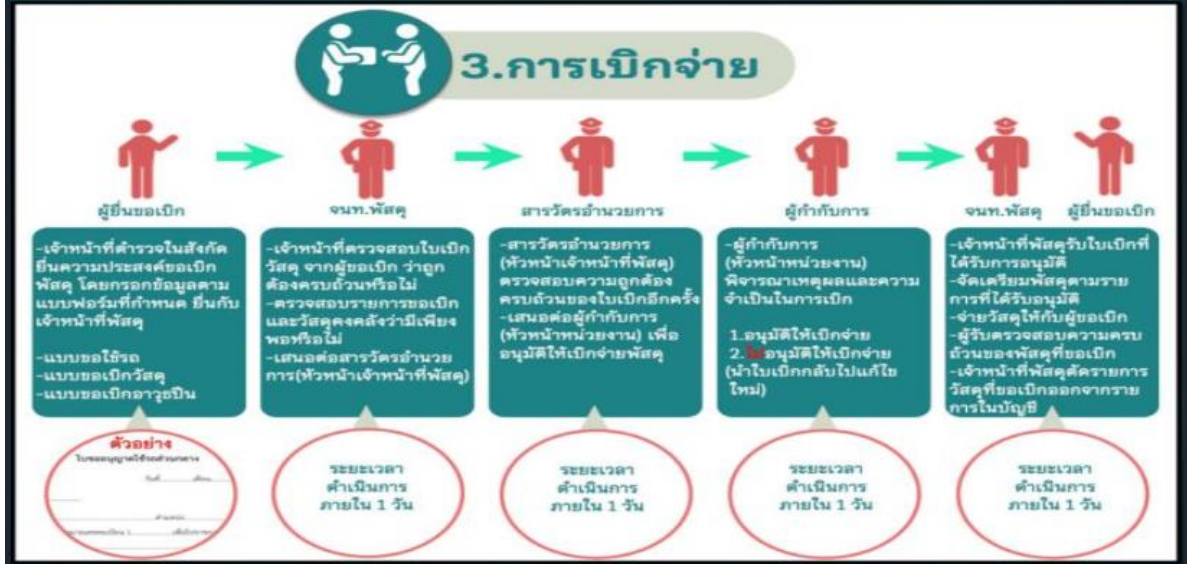 3.การเบิกจ่าย
ผู้ยื่นขอเบิก
จนท.พัสดุ
สารวัตรอำนวยการ
ผู้กำกับการ
จนท.พัสดุ ผู้ยื่นขอเบิก
-เจ้าหน้าที่ตำรวจในสังกัด
ยื่นความประสงค์ขอเบิก
พัสดุ โดยกรอกข้อมูลตาม
แบบฟอร์มที่กำหนด ยื่นกับ
เจ้าหน้าที่พัสดุ
-แบบขอใช้รถ
-แบบขอเบิกวัสดุ
-แบบขอเบิกอาวุธปืน
-เจ้าหน้าที่ตรวจสอบใบเบิก
วัสดุ จากผู้ขอเบิก ว่าถูก
ต้องครบถ้วนหรือไม่
-ตรวจสอบรายการขอเบิก
และวัสดุคงคลังว่ามีเพียง
พอหรือไม่
-เสนอต่อสารวัตรอำนวย
การ(หัวหน้าเจ้าหน้าที่พัสดุ)
-สารวัตรอำนวยการ
(หัวหน้าเจ้าหน้าที่พัสดุ)
ตรวจสอบความถูกต้อง
ครบถ้วนของใบเบิกอีกครั้ง
-เสนอต่อผู้กำกับการ
(หัวหน้าหน่วยงาน) เพื่อ
อนุมัติให้เบิกจ่ายพัสดุ
-ผู้กำกับการ
(หัวหน้าหน่วยงาน)
พิจารณาเหตุผลและความ
จำเป็นในการเบิก
1.อนุมัติให้เบิกจ่าย
2.ไม่อนุมัติให้เบิกจ่าย
(นำใบเบิกกลับไปแก้ไข
ใหม่)
-เจ้าหน้าที่พัสดุรับใบเบิกที่
ได้รับการอนุมัติ
-จัดเตรียมพัสดุตามราย
การที่ได้รับอนุมัติ
-จ่ายวัสดุให้กับผู้ขอเบิก
-ผู้รับตรวจสอบความครบ
ถ้วนของพัสดุที่ขอเบิก
-เจ้าหน้าที่พัสดุตัดรายการ
วัสดุที่ขอเบิกออกจากราย
การในบัญชี
ตัวอย่าง
ใบขออนุญาตใช้รถส่วนกลาง
ระยะเวลา
ดำเนินการ
ภายใน 1 วัน
ระยะเวลา
ดำเนินการ
ภายใน 1 วัน
ระยะเวลา
ดำเนินการ
ภายใน 1 วัน
ระยะเวลา
ดำเนินการ
ภายใน 1 วัน